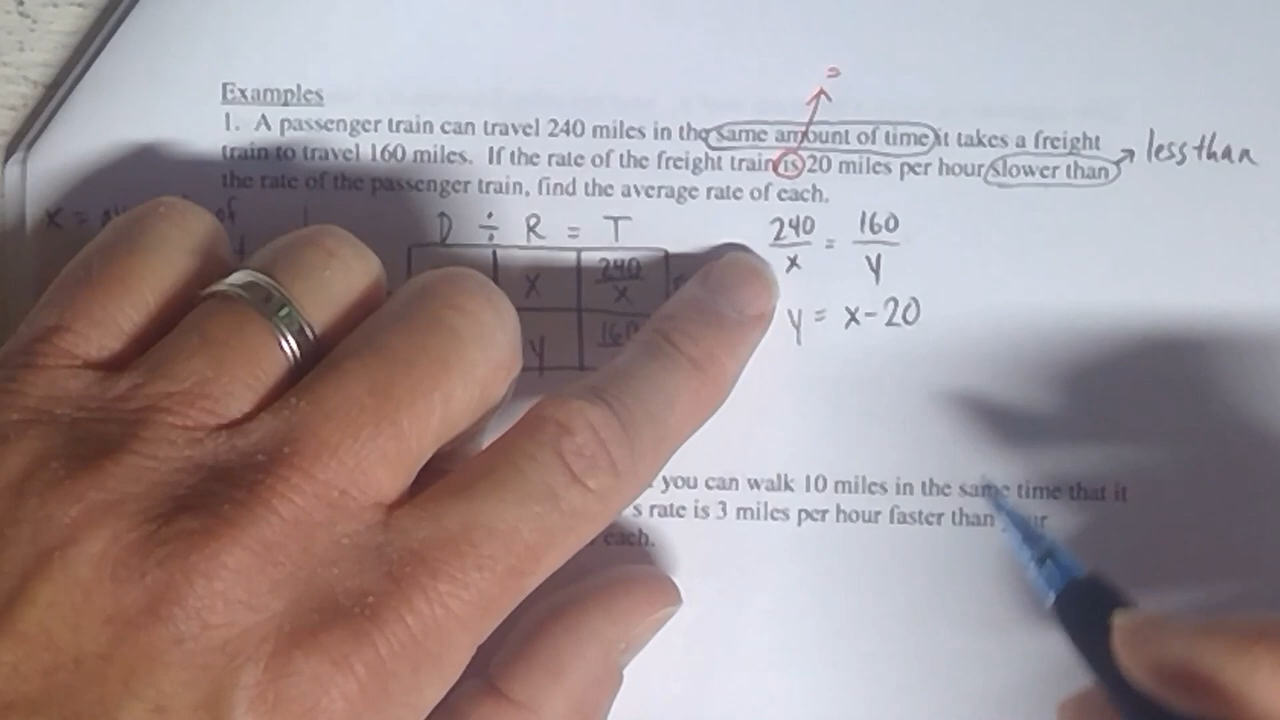 Examples
1. A passenger train can travel 240 miles in the same amount of time it takes a freight
train to travel 160 miles. If the rate of the freight train is 20 miles per hour slower than
less than
the rate of the passenger train, find the average rate of each.
x = of
D ÷ R = T
x 240/x
y 160
240/x = 160/y
y = x-20
you can walk 10 miles in the same time that it
s rate is 3 miles per hour faster than
each.